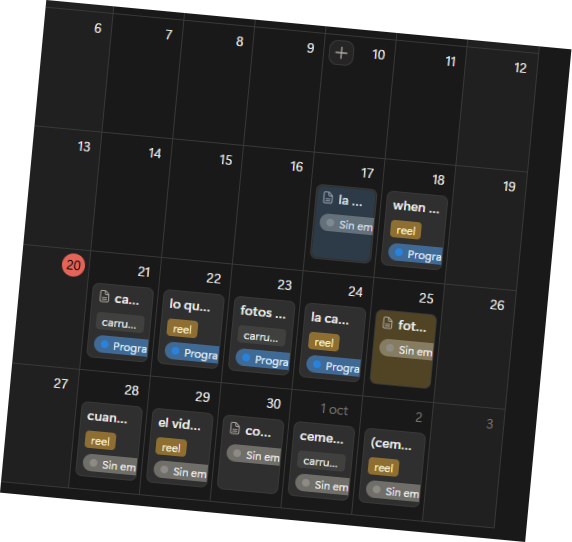 6 7 8 9 10 11 12
13 14 15 16 17 18 19
la ...
Sin em
when ...
reel
Progra
20 21 22 23 24 25 26
ca...
carru...
Progra
lo qu...
reel
Progra
fotos ...
carru...
Progra
la ca...
reel
Progra
fot...
Sin em
27 28 29 30 1 oct 2 3
cuan...
reel
Sin em
el vid...
reel
Sin em
co...
Sin em
ceme...
carru...
Sin em
(cem...
reel
Sin em